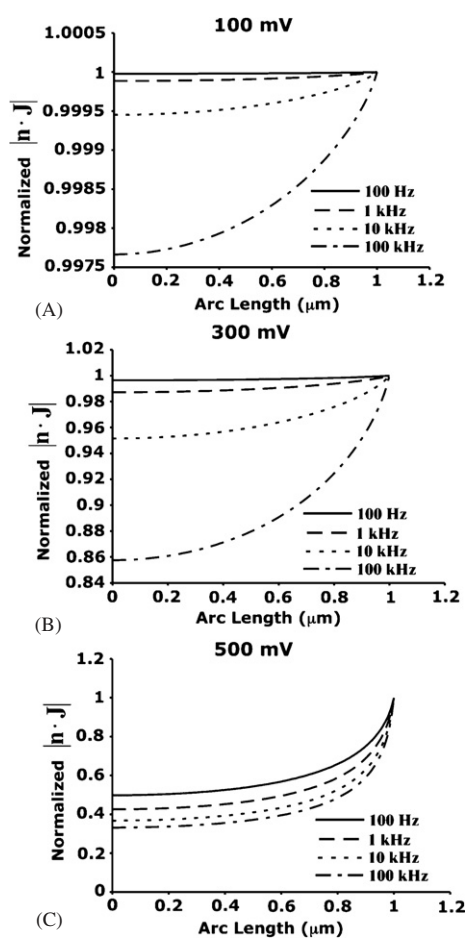 100 mV
1.0005
1
0.9995
0.999
0.9985
0.998
0.9975
Normalized |n · J|
100 Hz
1 kHz
10 kHz
100 kHz
0 0.2 0.4 0.6 0.8 1 1.2
Arc Length (μm)
(A)
300 mV
1.02
1
0.98
0.96
0.94
0.92
0.9
0.88
0.86
0.84
Normalized |n · J|
100 Hz
1 kHz
10 kHz
100 kHz
0 0.2 0.4 0.6 0.8 1 1.2
Arc Length (μm)
(B)
500 mV
1.2
1
0.8
0.6
0.4
0.2
0
Normalized |n · J|
100 Hz
1 kHz
10 kHz
100 kHz
0 0.2 0.4 0.6 0.8 1 1.2
Arc Length (μm)
(C)